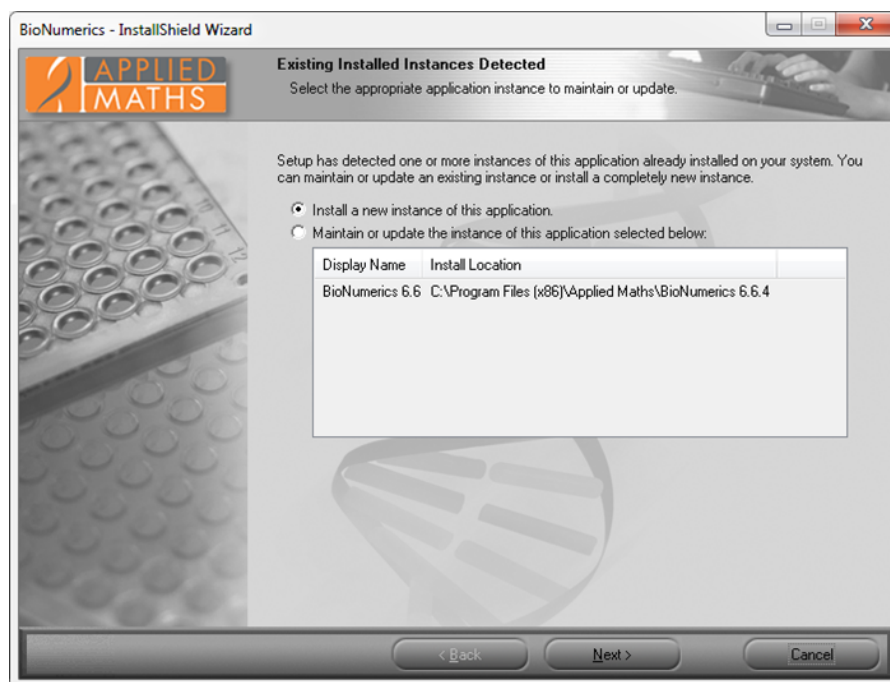 BioNumerics - InstallShield Wizard
APPLIED
MATHS
Existing Installed Instances Detected
Select the appropriate application instance to maintain or update.
Setup has detected one or more instances of this application already installed on your system. You
can maintain or update an existing instance or install a completely new instance.
Install a new instance of this application.
Maintain or update the instance of this application selected below:
Display Name Install Location
BioNumerics 6.6 C:\Program Files (x86)\Applied Maths\BioNumerics 6.6.4
10 11 12
< Back Next > Cancel